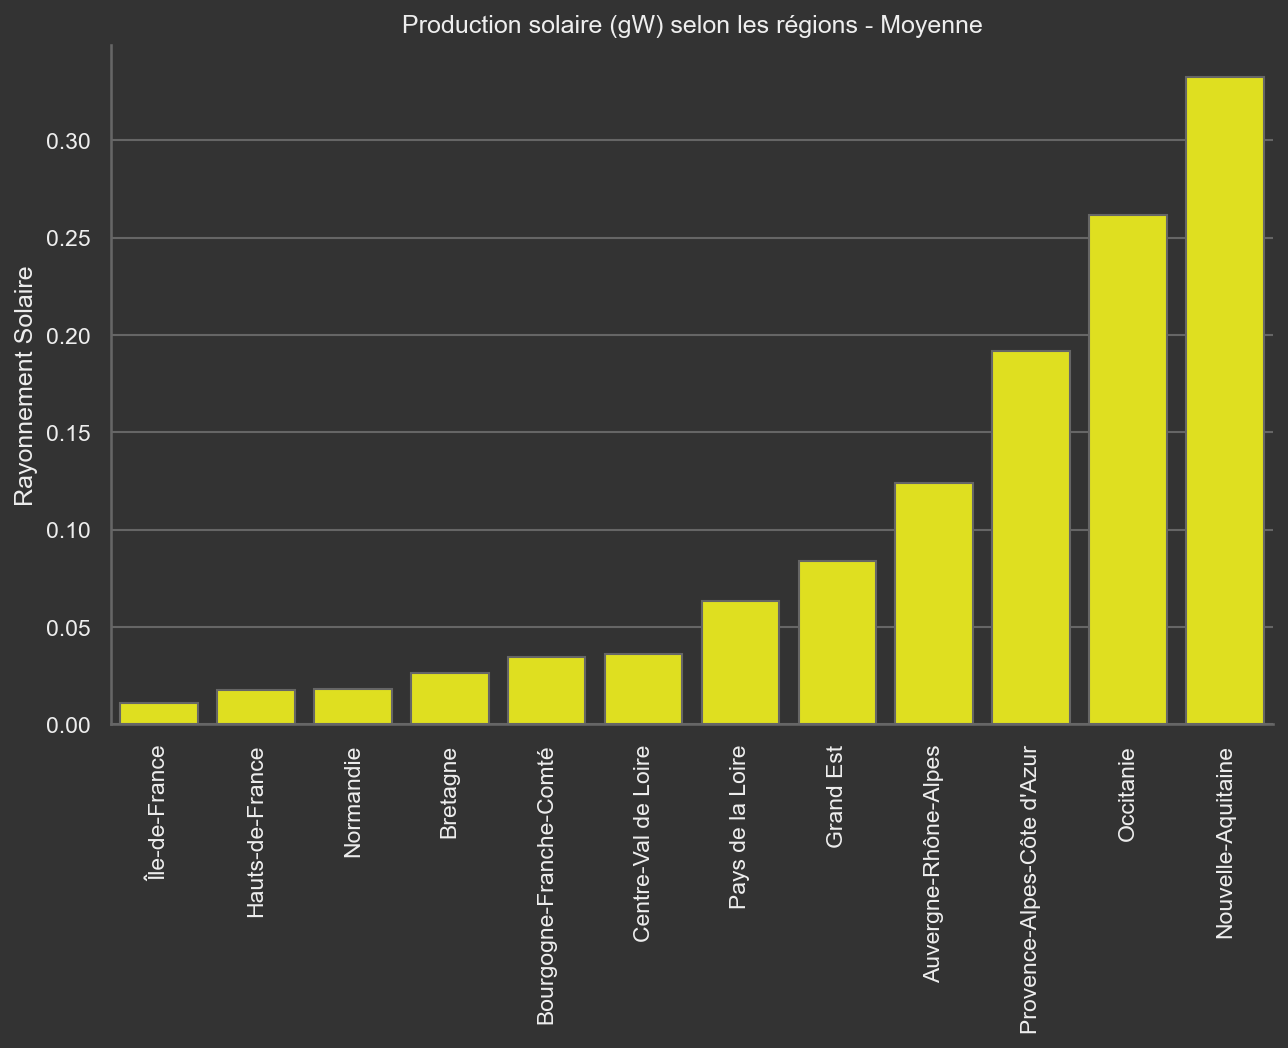 Production solaire (gW) selon les régions - Moyenne
Rayonnement Solaire
0.30
0.25
0.20
0.15
0.10
0.05
0.00
Île-de-France
Hauts-de-France
Normandie
Bretagne
Bourgogne-Franche-Comté
Centre-Val de Loire
Pays de la Loire
Grand Est
Auvergne-Rhône-Alpes
Provence-Alpes-Côte d'Azur
Occitanie
Nouvelle-Aquitaine